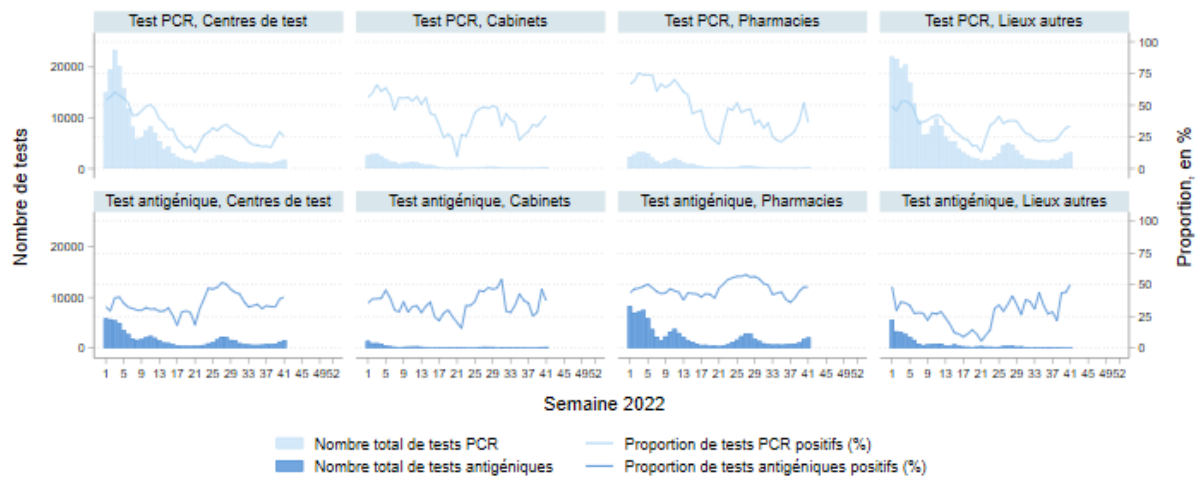 Test PCR, Centres de test
Test PCR, Cabinets
Test PCR, Pharmacies
Test PCR, Lieux autres
20000
10000
0
100
75
50
25
0
Test antigénique, Centres de test
Test antigénique, Cabinets
Test antigénique, Pharmacies
Test antigénique, Lieux autres
20000
10000
0
100
75
50
25
0
Nombre de tests
Proportion, en %
1 5 9 13 17 21 25 29 33 37 41 45 4952
1 5 9 13 17 21 25 29 33 37 41 45 4952
1 5 9 13 17 21 25 29 33 37 41 45 4952
1 5 9 13 17 21 25 29 33 37 41 45 4952
Semaine 2022
Nombre total de tests PCR
Proportion de tests PCR positifs (%)
Nombre total de tests antigéniques
Proportion de tests antigéniques positifs (%)